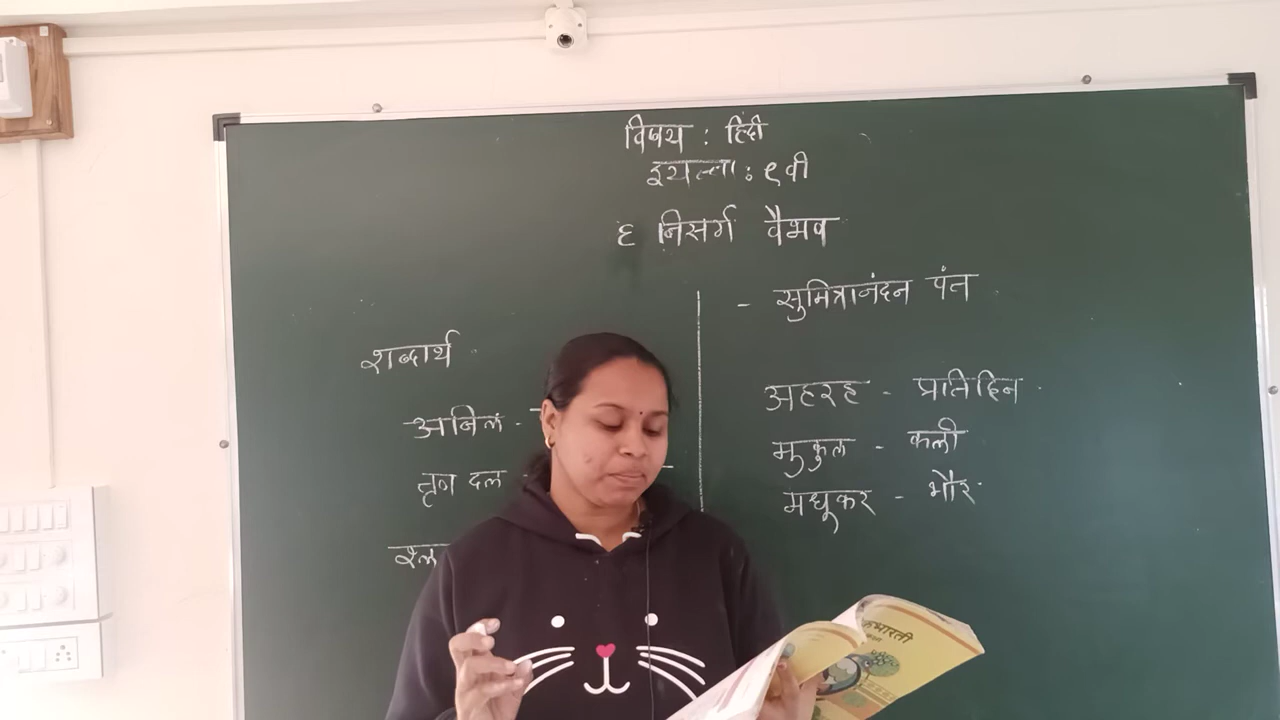 विषय : हिंदी
इयत्ता : ९वी
६ निसर्ग वैभव
- सुमित्रानंदन पंत
शब्दार्थ
अनिल -
तृण दल -
अहरह - प्रतिदिन
मुकुल - कली
मधूकर - भौंर